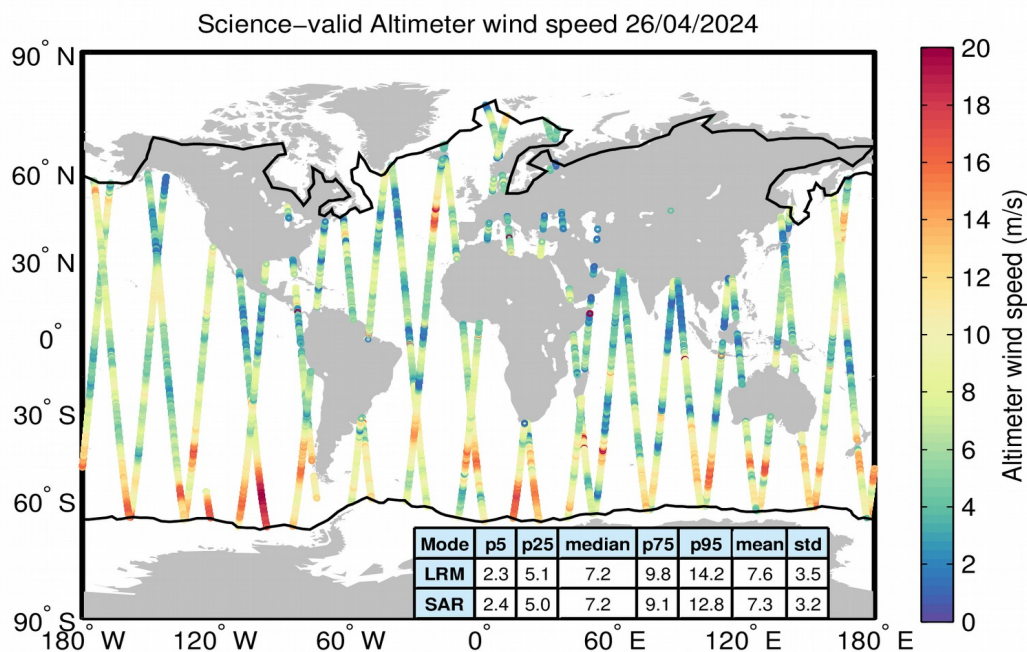 Science−valid Altimeter wind speed 26/04/2024
90° N
60° N
30° N
0°
30° S
60° S
90° S
180° W
120° W
60° W
0°
60° E
120° E
180° E
Mode p5 p25 median p75 p95 mean std
LRM 2.3 5.1 7.2 9.8 14.2 7.6 3.5
SAR 2.4 5.0 7.2 9.1 12.8 7.3 3.2
20
18
16
14
12
10
8
6
4
2
0
Altimeter wind speed (m/s)